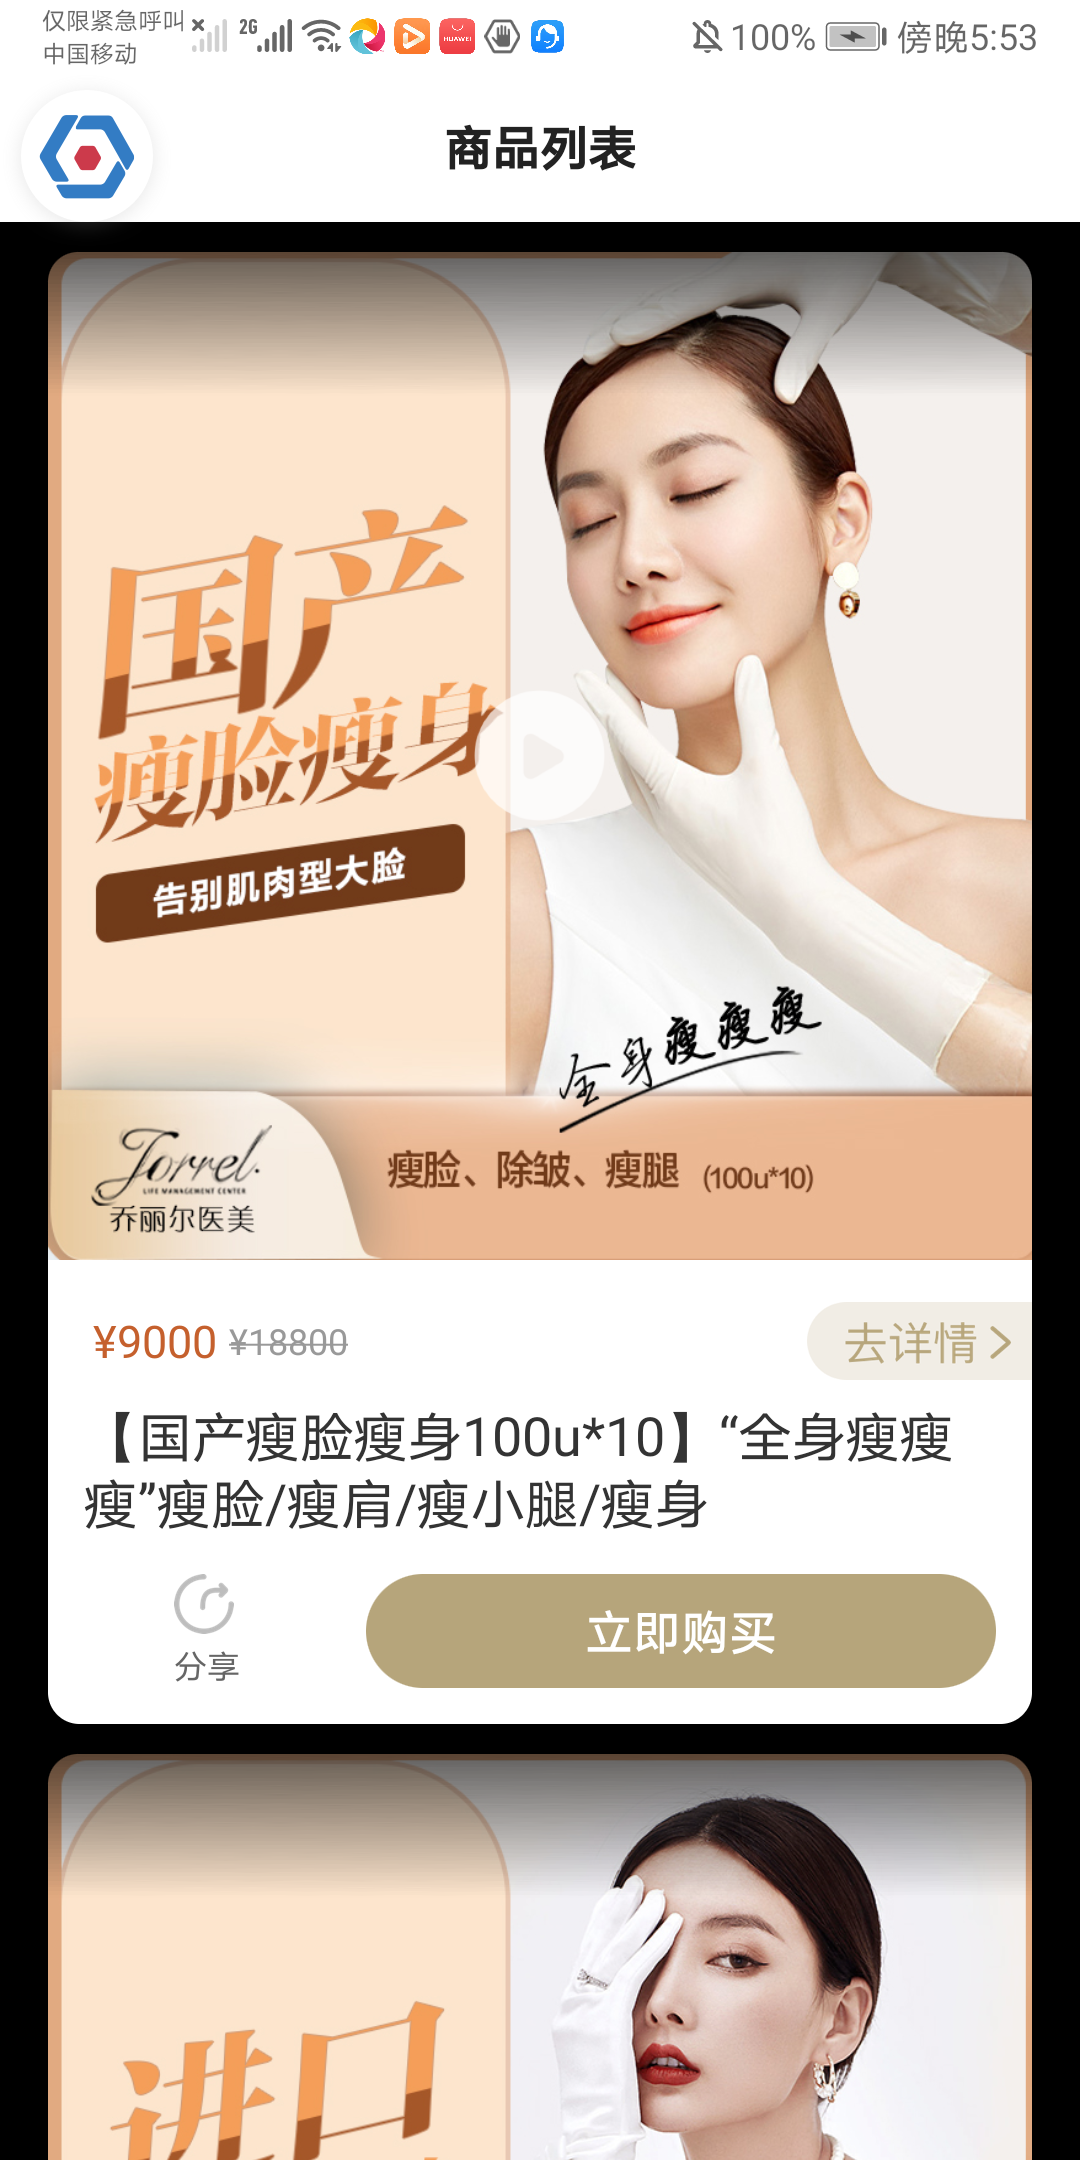 仅限紧急呼叫
中国移动
2G
HUAWEI
100%
傍晚5:53
商品列表
国产
瘦脸瘦身
告别肌肉型大脸
全身瘦瘦瘦
Jorrel.
LIFE MANAGEMENT CENTER
乔丽尔医美
瘦脸、除皱、瘦腿 (100u*10)
¥9000 ¥18800
去详情
【国产瘦脸瘦身100u*10】“全身瘦瘦
瘦”瘦脸/瘦肩/瘦小腿/瘦身
分享
立即购买
进口